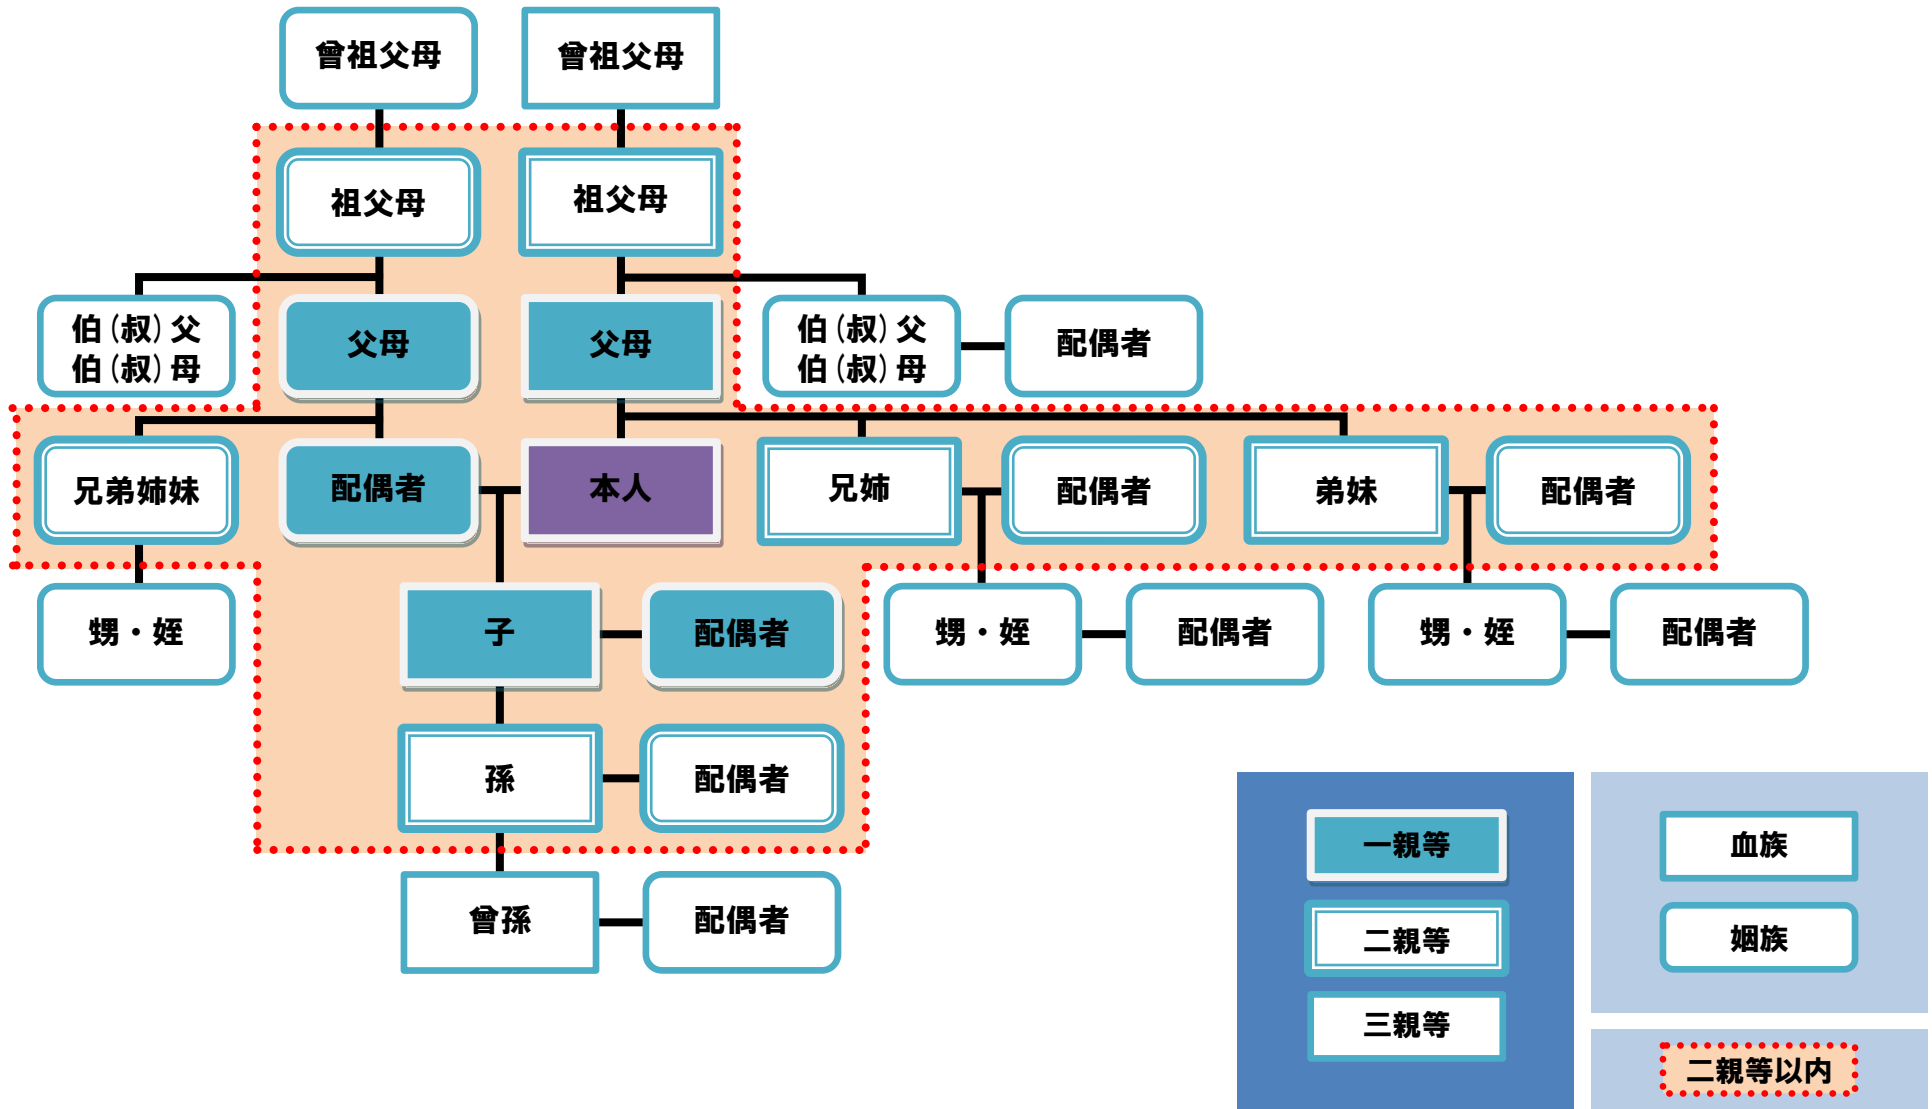 曾祖父母
曾祖父母
祖父母
祖父母
伯(叔)父
伯(叔)母
父母
父母
伯(叔)父
伯(叔)母
配偶者
兄弟姉妹
配偶者
本人
兄姉
配偶者
弟妹
配偶者
甥・姪
子
配偶者
甥・姪
配偶者
甥・姪
配偶者
孫
配偶者
曾孫
配偶者
一親等
二親等
三親等
血族
姻族
二親等以内